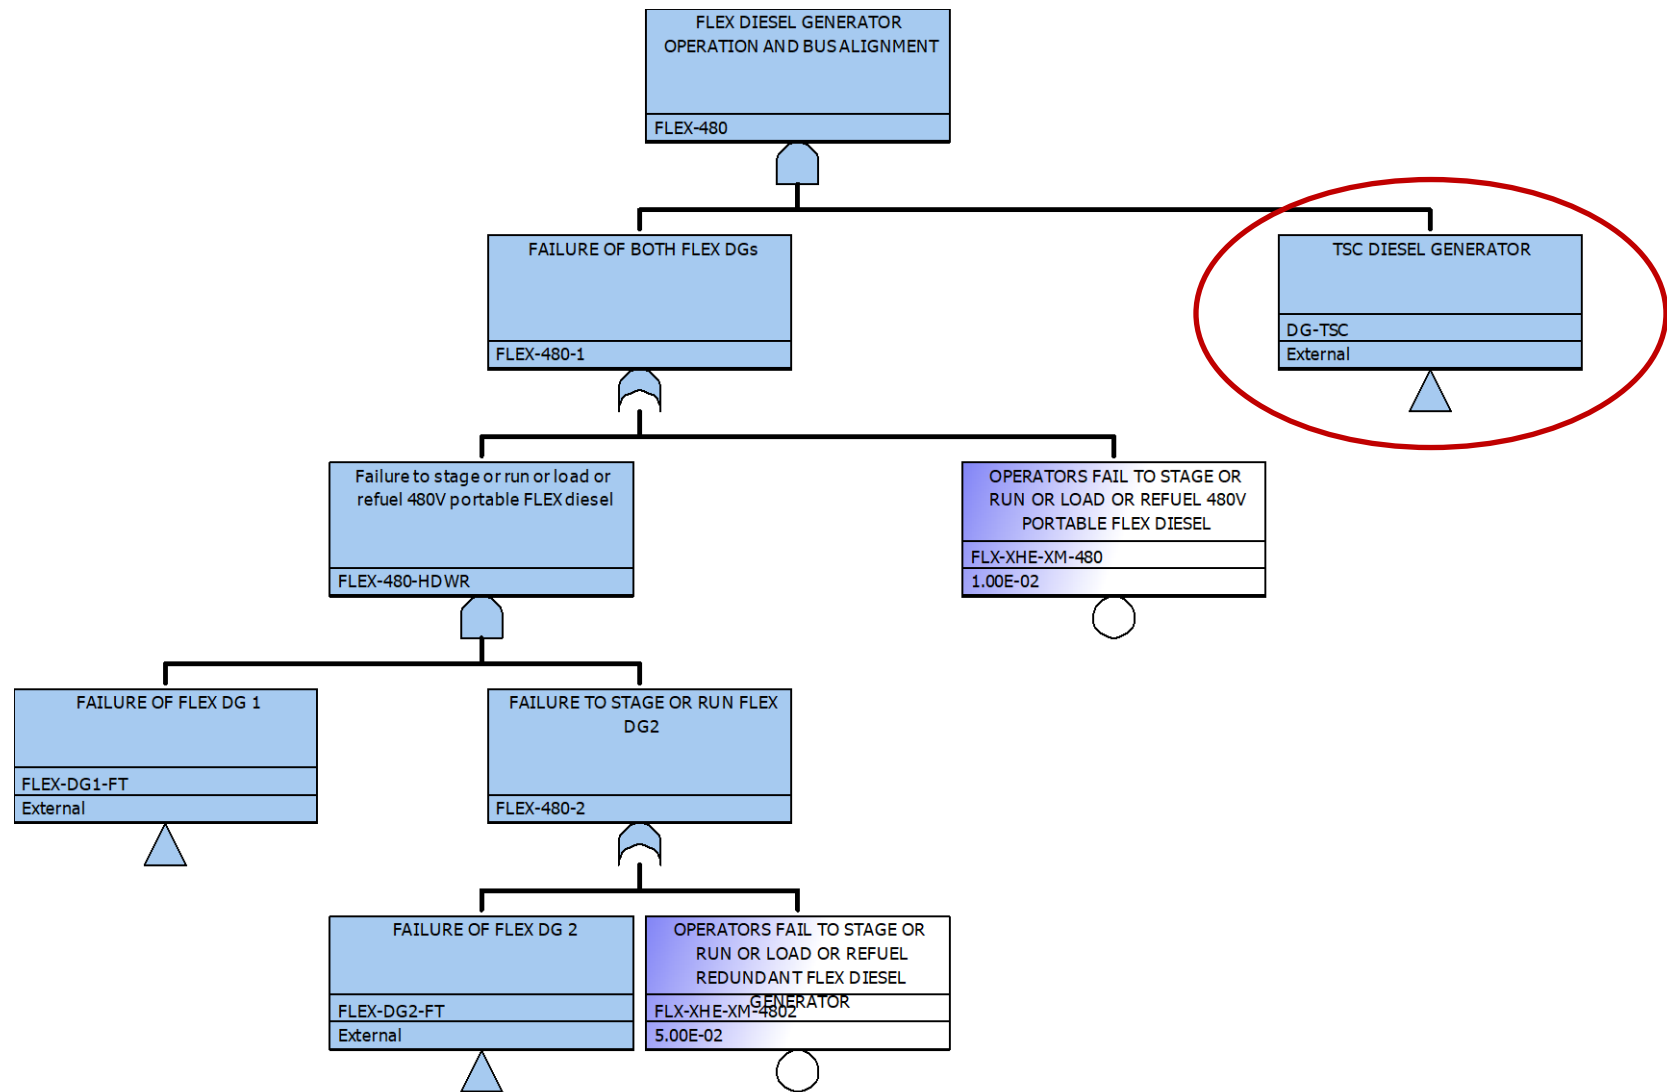 FLEX DIESEL GENERATOR
OPERATION AND BUS ALIGNMENT
FLEX-480
FAILURE OF BOTH FLEX DGs
FLEX-480-1
TSC DIESEL GENERATOR
DG-TSC
External
Failure to stage or run or load or
refuel 480V portable FLEX diesel
FLEX-480-HDWR
OPERATORS FAIL TO STAGE OR
RUN OR LOAD OR REFUEL 480V
PORTABLE FLEX DIESEL
FLX-XHE-XM-480
1.00E-02
FAILURE OF FLEX DG 1
FLEX-DG1-FT
External
FAILURE TO STAGE OR RUN FLEX
DG2
FLEX-480-2
FAILURE OF FLEX DG 2
FLEX-DG2-FT
External
OPERATORS FAIL TO STAGE OR
RUN OR LOAD OR REFUEL
REDUNDANT FLEX DIESEL
GENERATOR
FLX-XHE-XM-4802
5.00E-02